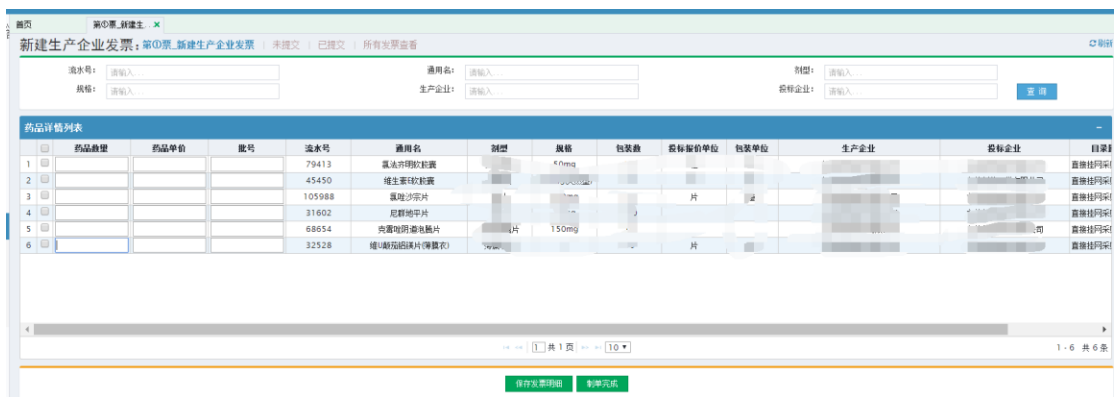 首页 第①票_新建生.. ×
新建生产企业发票: 第①票_新建生产企业发票 | 未提交 | 已提交 | 所有发票查看 刷新
流水号: 请输入... 通用名: 请输入... 剂型: 请输入...
规格: 请输入... 生产企业: 请输入... 投标企业: 请输入... 查 询
药品详情列表 −
药品数量 药品单价 批号 流水号 通用名 剂型 规格 包装数 投标报价单位 包装单位 生产企业 投标企业 目录
1 79413 氯法齐明软胶囊 50mg 直接挂网采
2 45450 维生素E软胶囊 直接挂网采
3 105988 氯唑沙宗片 片 直接挂网采
4 31602 尼群地平片 直接挂网采
5 68654 克霉唑阴道泡腾片 片 150mg 司 直接挂网采
6 32528 维U颠茄铝镁片(薄膜衣) 片 直接挂网采
1 共 1 页 10 ▼ 1 - 6 共 6 条
保存发票明细 制单完成